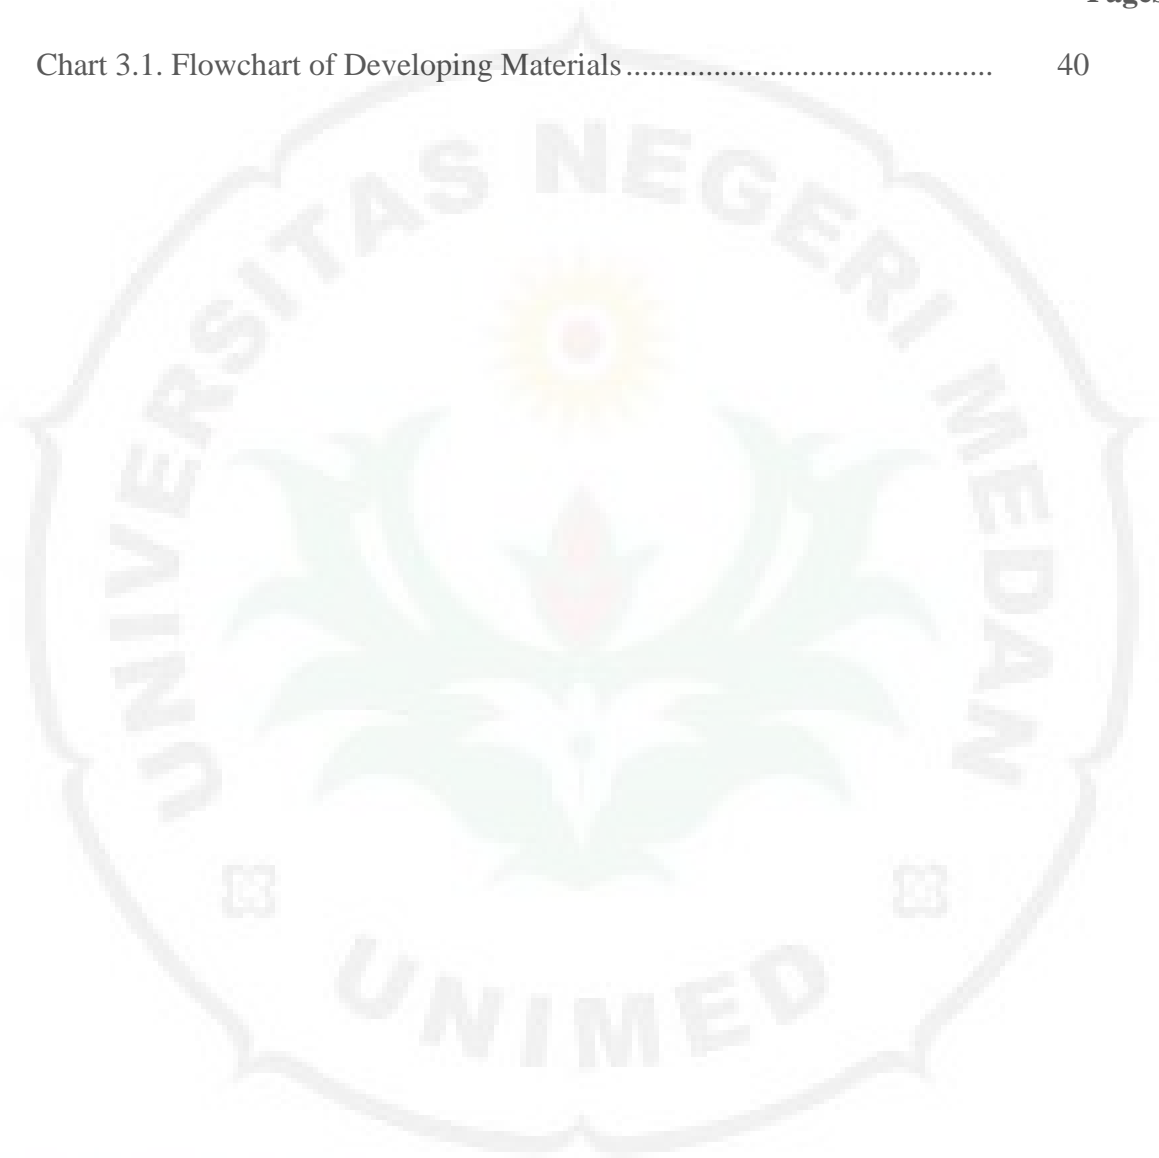 Pages
Chart 3.1. Flowchart of Developing Materials .............................................. 40
UNIVERSITAS NEGERI MEDAN
UNIMED